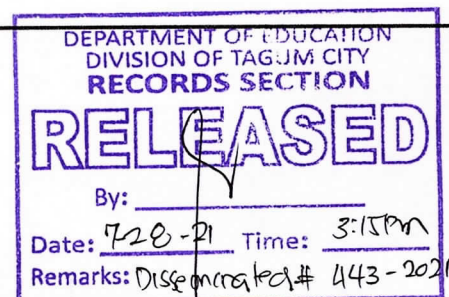 DEPARTMENT OF EDUCATION
DIVISION OF TAGUM CITY
RECORDS SECTION
RELEASED
By:
Date: 7-28-21 Time: 3:15Pm
Remarks: Disseminated# 443-2021